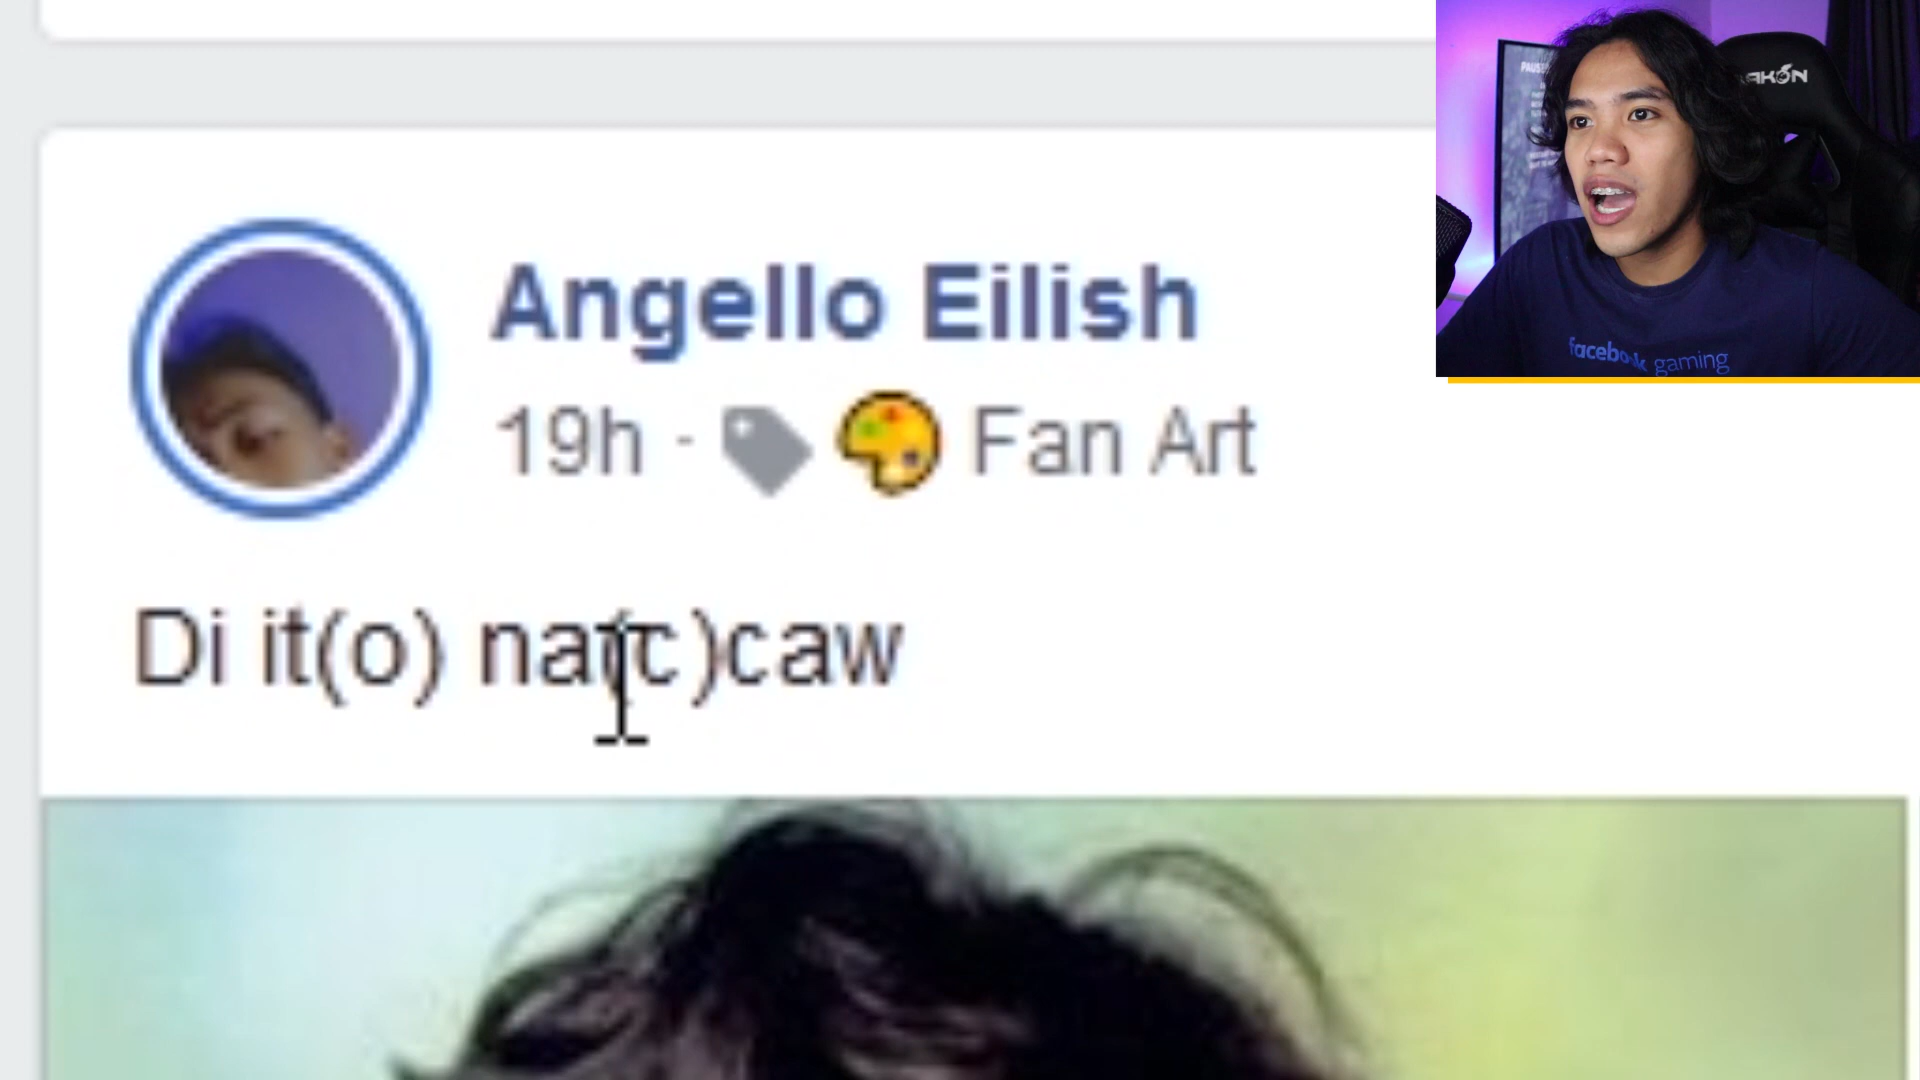 Angello Eilish
19h · Fan Art
Di it(o) na(c)caw
facebook gaming